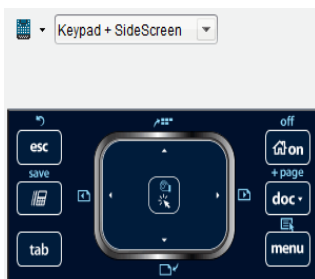 Keypad + SideScreen
off
esc
on
save
+ page
doc
tab
menu